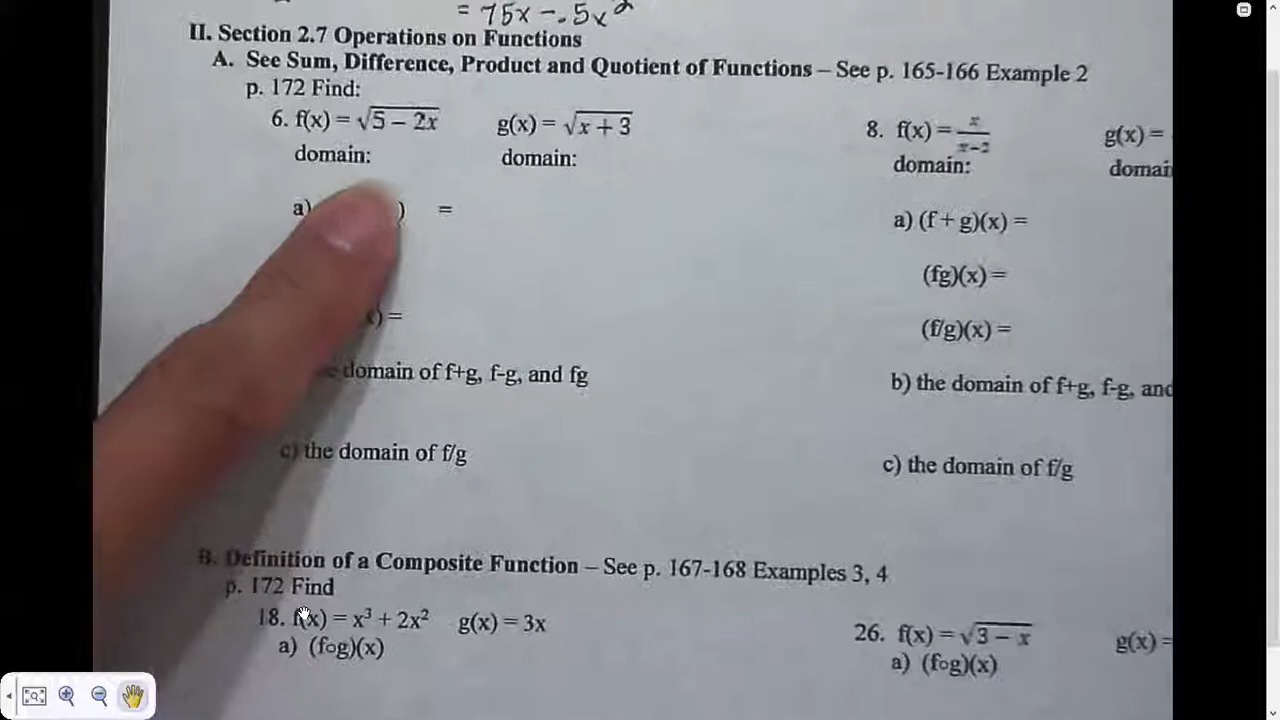 = 75x - .5x²
II. Section 2.7 Operations on Functions
A. See Sum, Difference, Product and Quotient of Functions – See p. 165-166 Example 2
p. 172 Find:
6. f(x) = √(5 – 2x) g(x) = √(x + 3) 8. f(x) = x/(x–2) g(x) =
domain: domain: domain:
a) ) = a) (f + g)(x) =
(fg)(x) =
) = (f/g)(x) =
domain of f+g, f-g, and fg b) the domain of f+g, f-g, and
c) the domain of f/g c) the domain of f/g
B. Definition of a Composite Function – See p. 167-168 Examples 3, 4
p. 172 Find
18. f(x) = x³ + 2x² g(x) = 3x 26. f(x) = √(3 – x) g(x) =
a) (f∘g)(x) a) (f∘g)(x)